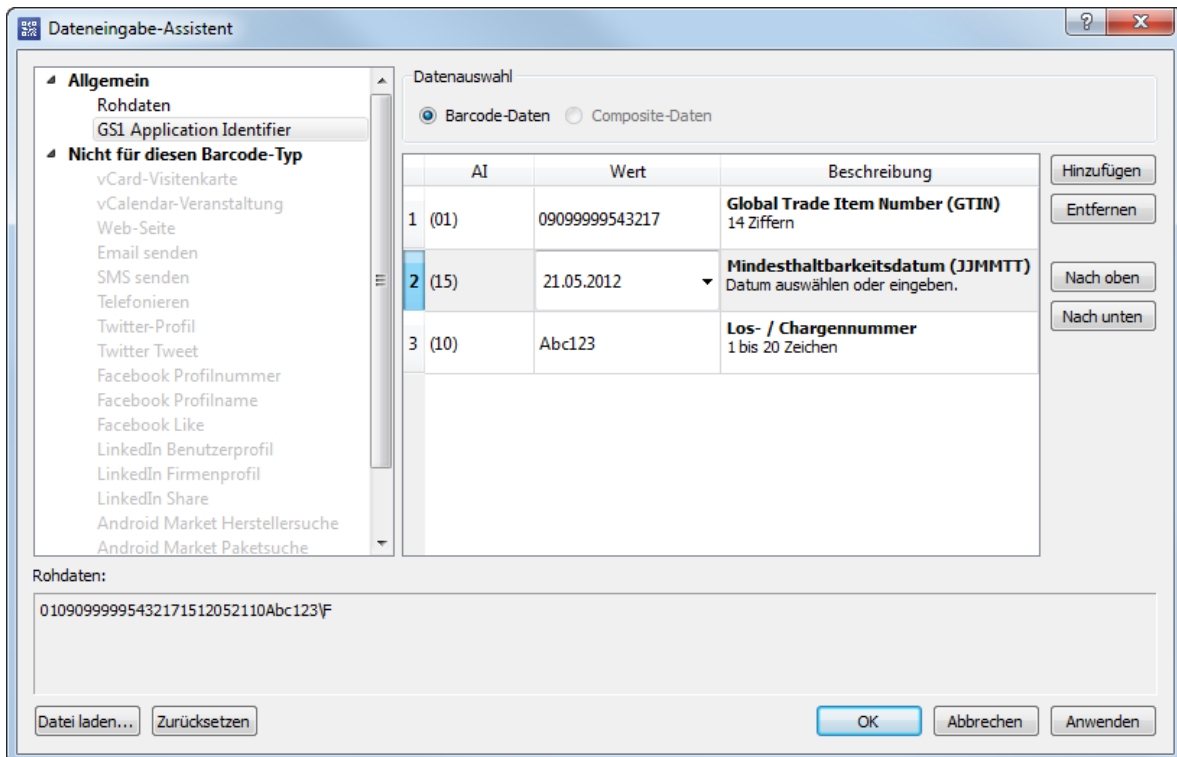 Dateneingabe-Assistent
?
Allgemein
Rohdaten
GS1 Application Identifier
Nicht für diesen Barcode-Typ
vCard-Visitenkarte
vCalendar-Veranstaltung
Web-Seite
Email senden
SMS senden
Telefonieren
Twitter-Profil
Twitter Tweet
Facebook Profilnummer
Facebook Profilname
Facebook Like
LinkedIn Benutzerprofil
LinkedIn Firmenprofil
LinkedIn Share
Android Market Herstellersuche
Android Market Paketsuche
Datenauswahl
Barcode-Daten Composite-Daten
AI Wert Beschreibung
1 (01) 09099999543217 Global Trade Item Number (GTIN)
14 Ziffern
2 (15) 21.05.2012 Mindesthaltbarkeitsdatum (JJMMTT)
Datum auswählen oder eingeben.
3 (10) Abc123 Los- / Chargennummer
1 bis 20 Zeichen
Hinzufügen
Entfernen
Nach oben
Nach unten
Rohdaten:
01090999995432171512052110Abc123\F
Datei laden... Zurücksetzen OK Abbrechen Anwenden